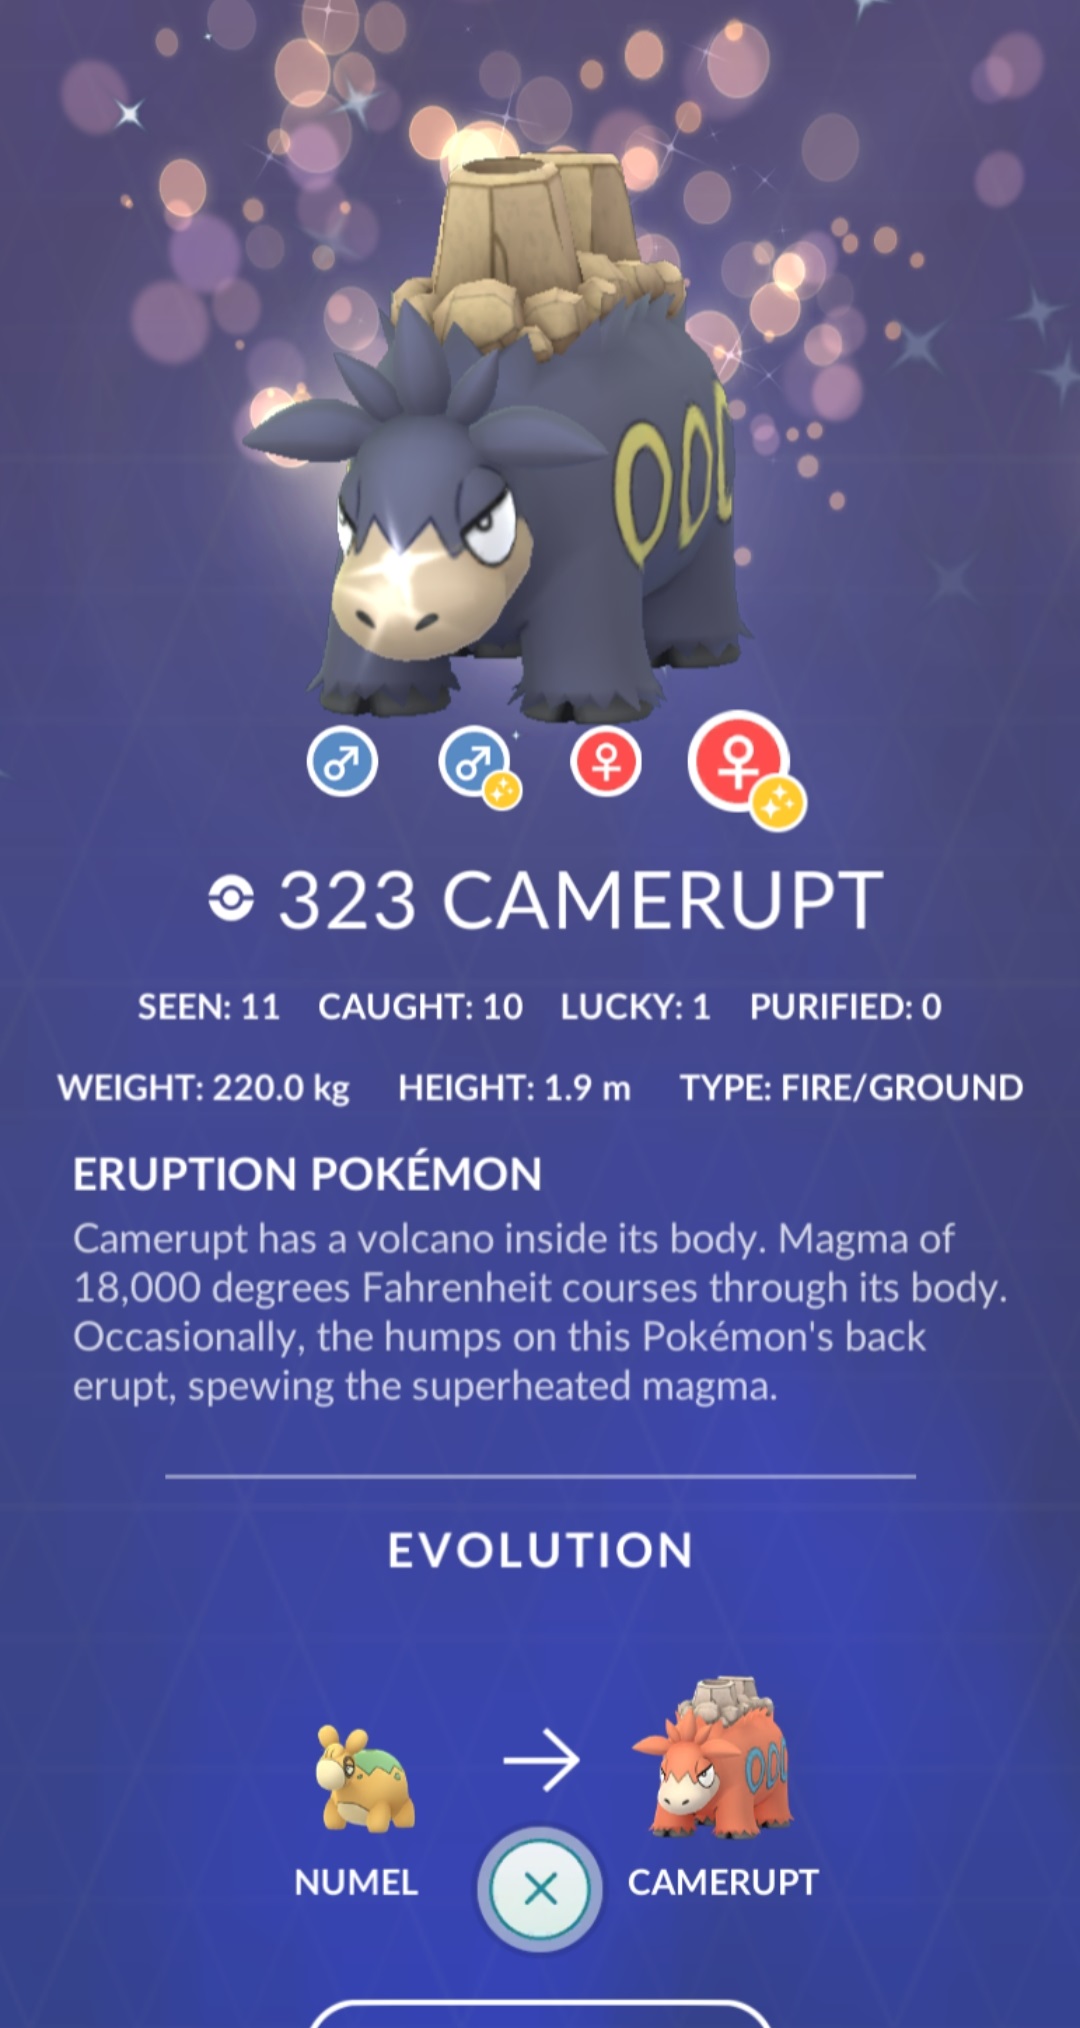 323 CAMERUPT
SEEN: 11 CAUGHT: 10 LUCKY: 1 PURIFIED: 0
WEIGHT: 220.0 kg HEIGHT: 1.9 m TYPE: FIRE/GROUND
ERUPTION POKÉMON
Camerupt has a volcano inside its body. Magma of
18,000 degrees Fahrenheit courses through its body.
Occasionally, the humps on this Pokémon's back
erupt, spewing the superheated magma.
EVOLUTION
NUMEL CAMERUPT